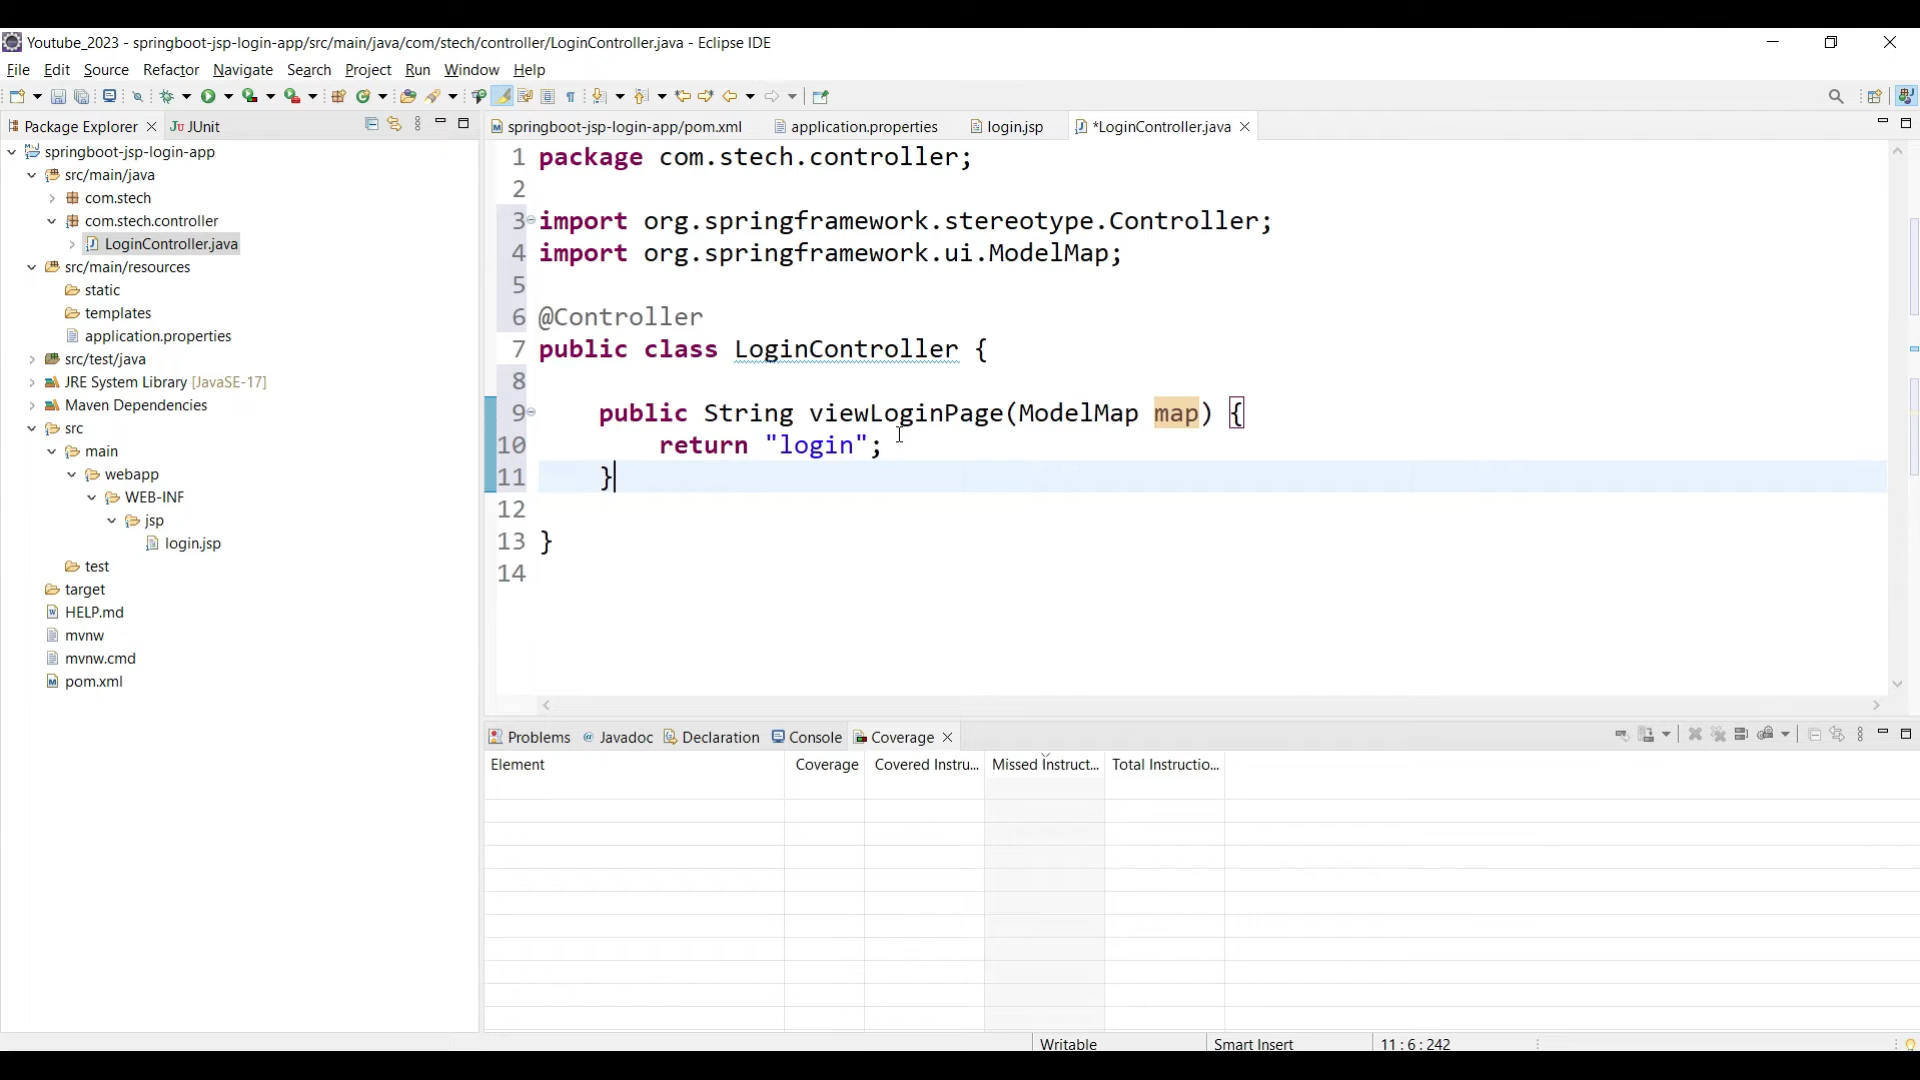 Youtube_2023 - springboot-jsp-login-app/src/main/java/com/stech/controller/LoginController.java - Eclipse IDE
File Edit Source Refactor Navigate Search Project Run Window Help
Package Explorer JUnit
springboot-jsp-login-app/pom.xml application.properties login.jsp *LoginController.java
springboot-jsp-login-app
src/main/java
com.stech
com.stech.controller
LoginController.java
src/main/resources
static
templates
application.properties
src/test/java
JRE System Library [JavaSE-17]
Maven Dependencies
src
main
webapp
WEB-INF
jsp
login.jsp
test
target
HELP.md
mvnw
mvnw.cmd
pom.xml
1 package com.stech.controller;
2
3 import org.springframework.stereotype.Controller;
4 import org.springframework.ui.ModelMap;
5
6 @Controller
7 public class LoginController {
8
9 public String viewLoginPage(ModelMap map) {
10 return "login";
11 }
12
13 }
14
Problems Javadoc Declaration Console Coverage
Element Coverage Covered Instru... Missed Instruct... Total Instructio...
Writable Smart Insert 11 : 6 : 242